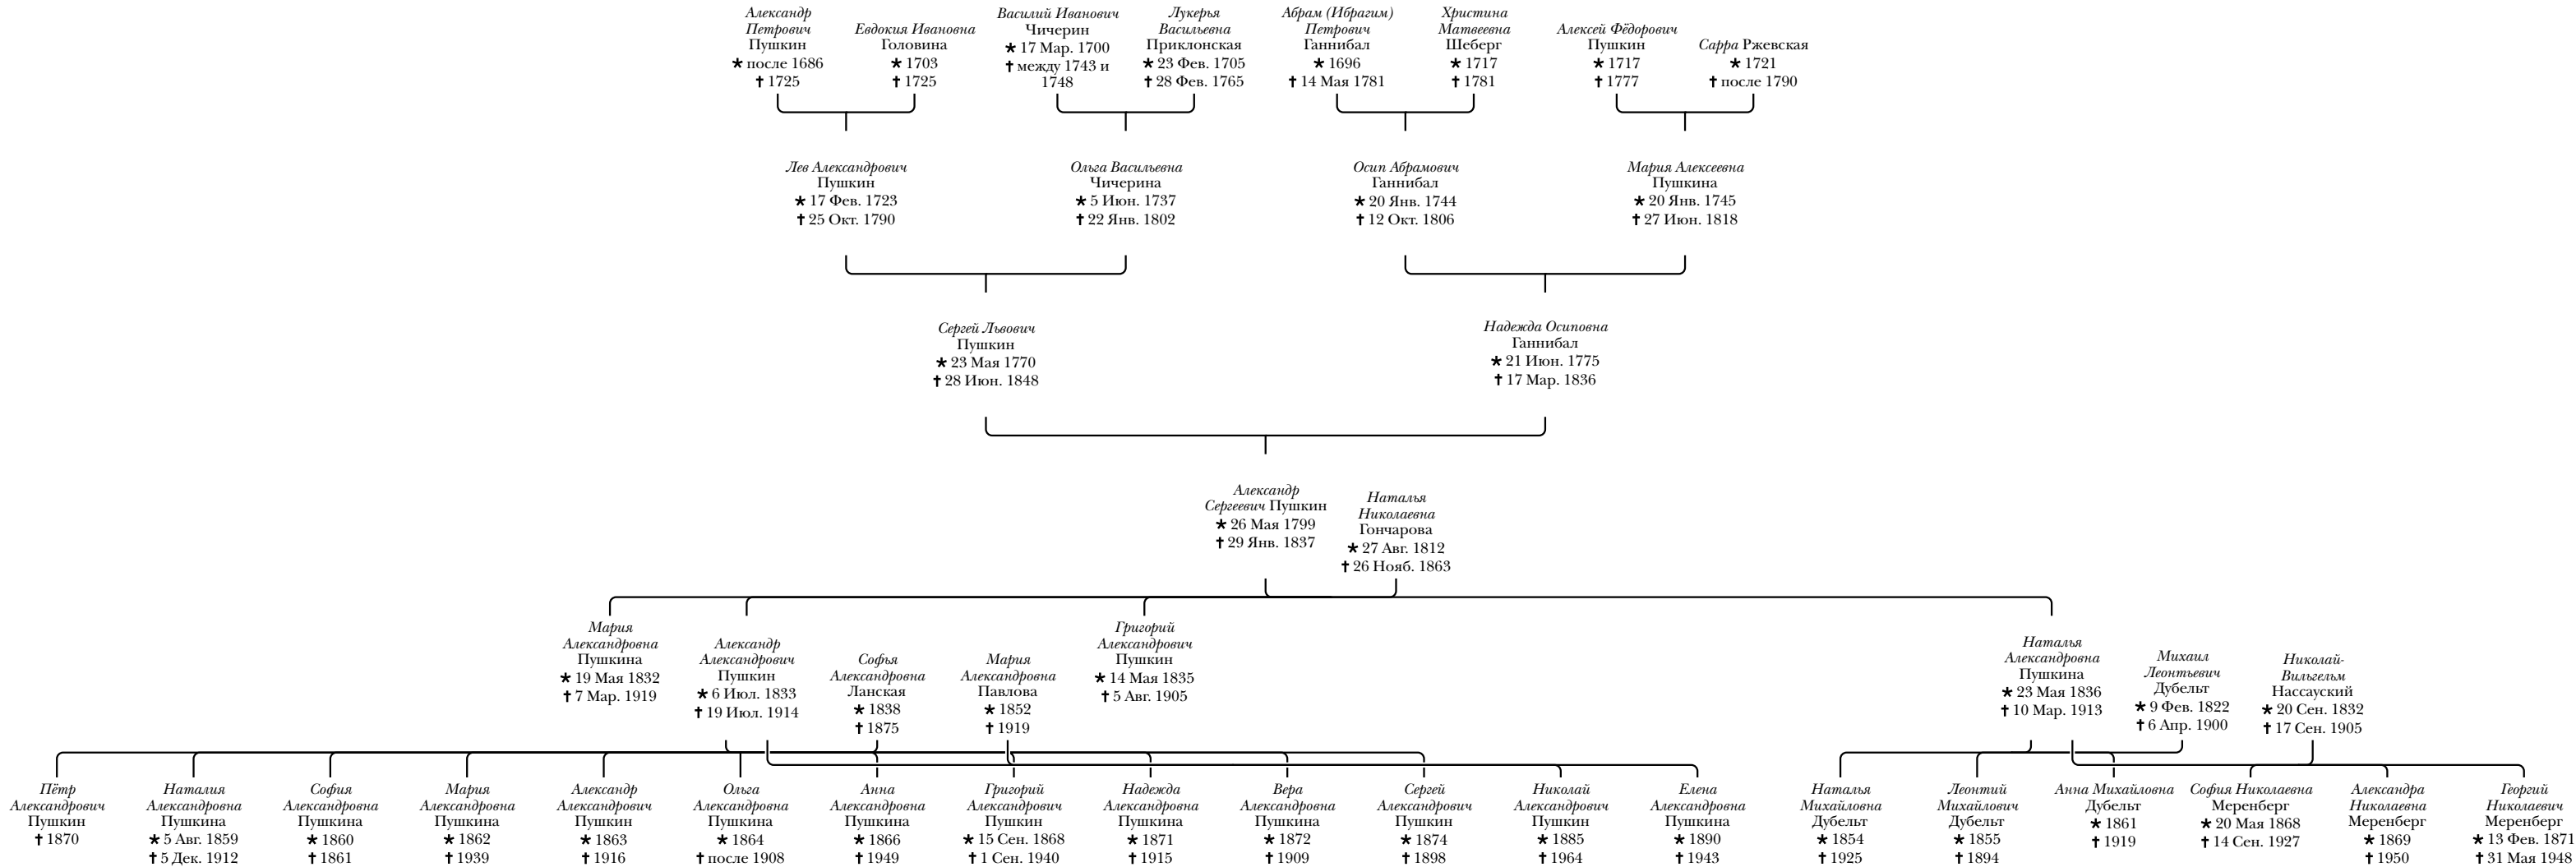 Александр
Петрович
Пушкин
★ после 1686
✝ 1725
Евдокия Ивановна
Головина
★ 1703
✝ 1725
Василий Иванович
Чичерин
★ 17 Мар. 1700
✝ между 1743 и
1748
Лукерья
Васильевна
Приклонская
★ 23 Фев. 1705
✝ 28 Фев. 1765
Абрам (Ибрагим)
Петрович
Ганнибал
★ 1696
✝ 14 Мая 1781
Христина
Матвеевна
Шеберг
★ 1717
✝ 1781
Алексей Фёдорович
Пушкин
★ 1717
✝ 1777
Сарра Ржевская
★ 1721
✝ после 1790
Лев Александрович
Пушкин
★ 17 Фев. 1723
✝ 25 Окт. 1790
Ольга Васильевна
Чичерина
★ 5 Июн. 1737
✝ 22 Янв. 1802
Осип Абрамович
Ганнибал
★ 20 Янв. 1744
✝ 12 Окт. 1806
Мария Алексеевна
Пушкина
★ 20 Янв. 1745
✝ 27 Июн. 1818
Сергей Львович
Пушкин
★ 23 Мая 1770
✝ 28 Июн. 1848
Надежда Осиповна
Ганнибал
★ 21 Июн. 1775
✝ 17 Мар. 1836
Александр
Сергеевич Пушкин
★ 26 Мая 1799
✝ 29 Янв. 1837
Наталья
Николаевна
Гончарова
★ 27 Авг. 1812
✝ 26 Нояб. 1863
Мария
Александровна
Пушкина
★ 19 Мая 1832
✝ 7 Мар. 1919
Александр
Александрович
Пушкин
★ 6 Июл. 1833
✝ 19 Июл. 1914
Софья
Александровна
Ланская
★ 1838
✝ 1875
Мария
Александровна
Павлова
★ 1852
✝ 1919
Григорий
Александрович
Пушкин
★ 14 Мая 1835
✝ 5 Авг. 1905
Наталья
Александровна
Пушкина
★ 23 Мая 1836
✝ 10 Мар. 1913
Михаил
Леонтьевич
Дубельт
★ 9 Фев. 1822
✝ 6 Апр. 1900
Николай-
Вильгельм
Нассауский
★ 20 Сен. 1832
✝ 17 Сен. 1905
Пётр
Александрович
Пушкин
✝ 1870
Наталия
Александровна
Пушкина
★ 5 Авг. 1859
✝ 5 Дек. 1912
София
Александровна
Пушкина
★ 1860
✝ 1861
Мария
Александровна
Пушкина
★ 1862
✝ 1939
Александр
Александрович
Пушкин
★ 1863
✝ 1916
Ольга
Александровна
Пушкина
★ 1864
✝ после 1908
Анна
Александровна
Пушкина
★ 1866
✝ 1949
Григорий
Александрович
Пушкин
★ 15 Сен. 1868
✝ 1 Сен. 1940
Надежда
Александровна
Пушкина
★ 1871
✝ 1915
Вера
Александровна
Пушкина
★ 1872
✝ 1909
Сергей
Александрович
Пушкин
★ 1874
✝ 1898
Николай
Александрович
Пушкин
★ 1885
✝ 1964
Елена
Александровна
Пушкина
★ 1890
✝ 1943
Наталья
Михайловна
Дубельт
★ 1854
✝ 1925
Леонтий
Михайлович
Дубельт
★ 1855
✝ 1894
Анна Михайловна
Дубельт
★ 1861
✝ 1919
София Николаевна
Меренберг
★ 20 Мая 1868
✝ 14 Сен. 1927
Александра
Николаевна
Меренберг
★ 1869
✝ 1950
Георгий
Николаевич
Меренберг
★ 13 Фев. 1871
✝ 31 Мая 1948